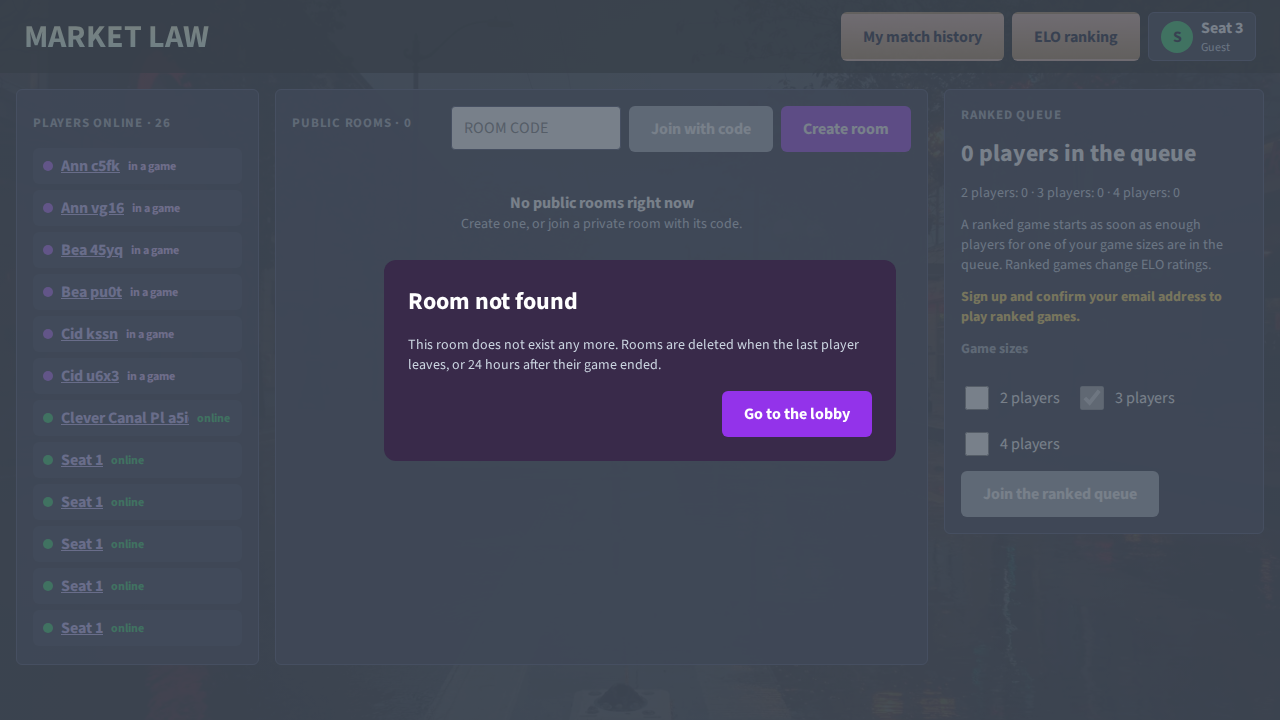 MARKET LAW
My match history
ELO ranking
S
Seat 3
Guest
PLAYERS ONLINE · 26
Ann c5fk in a game
Ann vg16 in a game
Bea 45yq in a game
Bea pu0t in a game
Cid kssn in a game
Cid u6x3 in a game
Clever Canal Pl a5i online
Seat 1 online
Seat 1 online
Seat 1 online
Seat 1 online
Seat 1 online
PUBLIC ROOMS · 0
ROOM CODE
Join with code
Create room
No public rooms right now
Create one, or join a private room with its code.
Room not found
This room does not exist any more. Rooms are deleted when the last player
leaves, or 24 hours after their game ended.
Go to the lobby
RANKED QUEUE
0 players in the queue
2 players: 0 · 3 players: 0 · 4 players: 0
A ranked game starts as soon as enough
players for one of your game sizes are in the
queue. Ranked games change ELO ratings.
Sign up and confirm your email address to
play ranked games.
Game sizes
2 players
3 players
4 players
Join the ranked queue